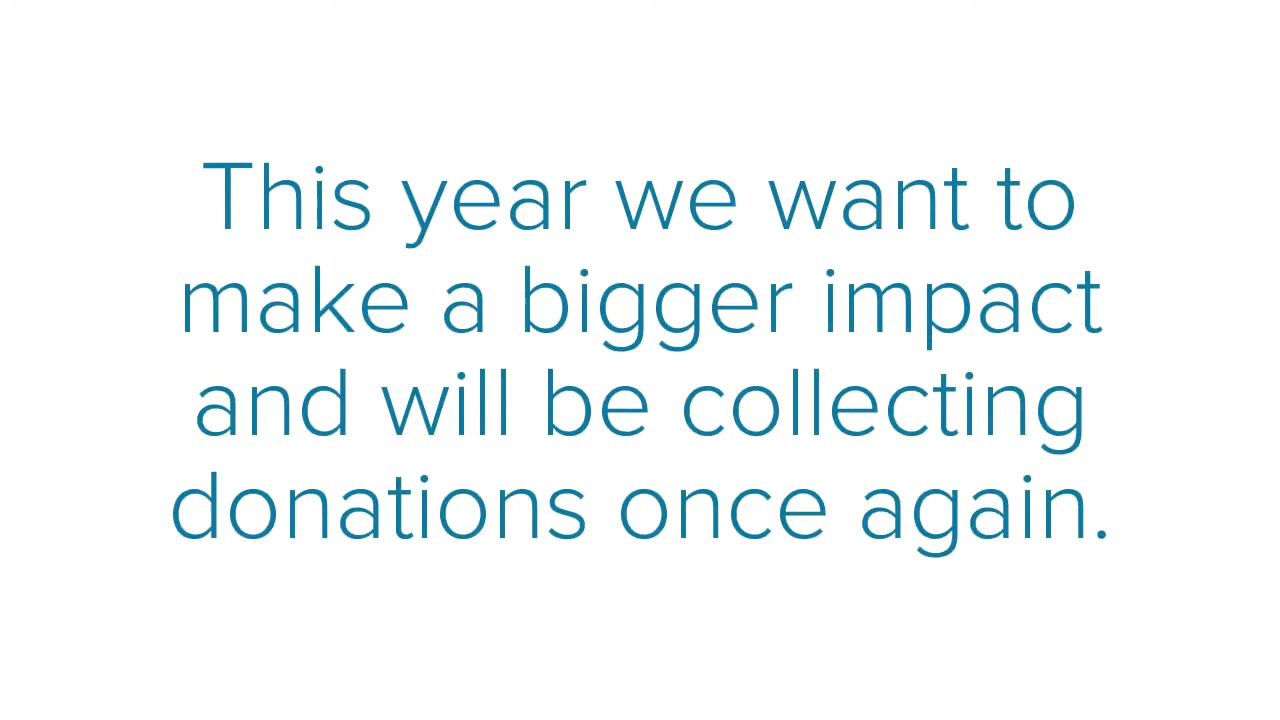 This year we want to
make a bigger impact
and will be collecting
donations once again.